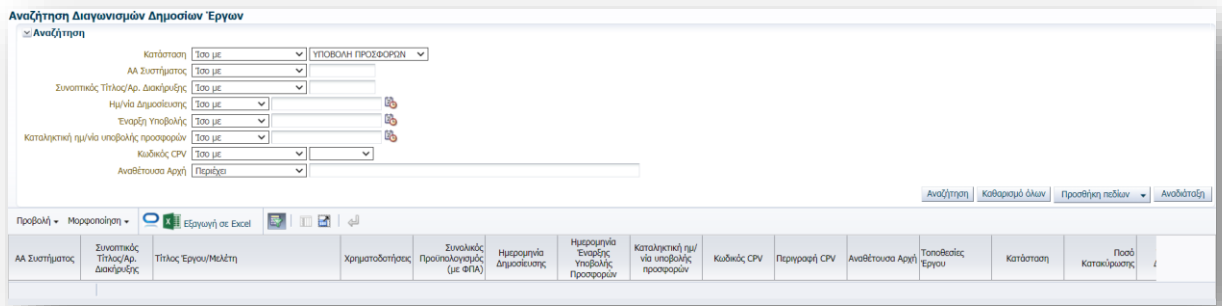 Αναζήτηση Διαγωνισμών Δημοσίων Έργων
Αναζήτηση
Κατάσταση Ίσο με ΥΠΟΒΟΛΗ ΠΡΟΣΦΟΡΩΝ
ΑΑ Συστήματος Ίσο με
Συνοπτικός Τίτλος/Αρ. Διακήρυξης Ίσο με
Ημ/νία Δημοσίευσης Ίσο με
Έναρξη Υποβολής Ίσο με
Καταληκτική ημ/νία υποβολής προσφορών Ίσο με
Κωδικός CPV Ίσο με
Αναθέτουσα Αρχή Περιέχει
Αναζήτηση Καθαρισμό όλων Προσθήκη πεδίων Αναδιάταξη
Προβολή Μορφοποίηση Εξαγωγή σε Excel
ΑΑ Συστήματος Συνοπτικός Τίτλος/Αρ. Διακήρυξης Τίτλος Έργου/Μελέτη Χρηματοδοτήσεις Συνολικός Προϋπολογισμός (με ΦΠΑ) Ημερομηνία Δημοσίευσης Ημερομηνία Έναρξης Υποβολής Προσφορών Καταληκτική ημ/νία υποβολής προσφορών Κωδικός CPV Περιγραφή CPV Αναθέτουσα Αρχή Τοποθεσίες Έργου Κατάσταση Ποσό Κατακύρωσης